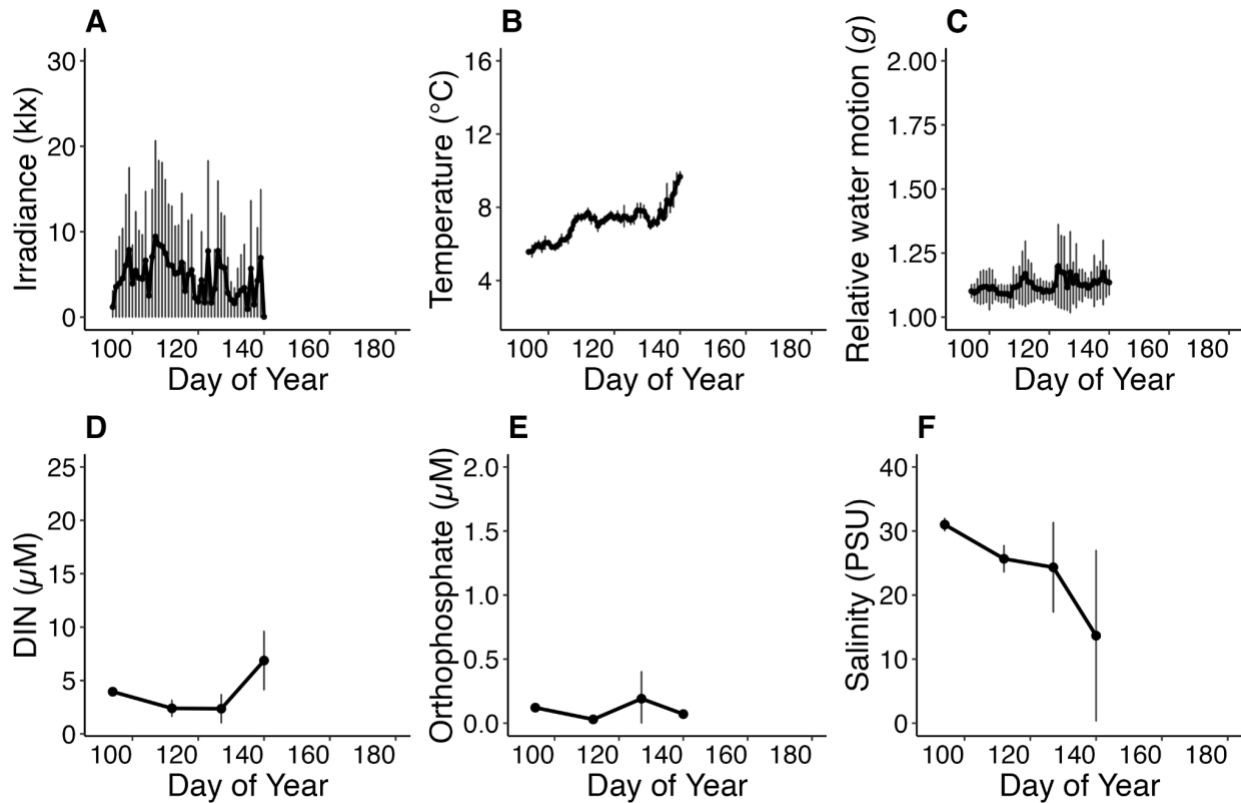 A
Irradiance (klx)
30
20
10
0
100 120 140 160 180
Day of Year
B
Temperature (°C)
16
12
8
4
100 120 140 160 180
Day of Year
C
Relative water motion (g)
2.00
1.75
1.50
1.25
1.00
100 120 140 160 180
Day of Year
D
DIN (µM)
25
20
15
10
5
0
100 120 140 160 180
Day of Year
E
Orthophosphate (µM)
2.0
1.5
1.0
0.5
0.0
100 120 140 160 180
Day of Year
F
Salinity (PSU)
40
30
20
10
0
100 120 140 160 180
Day of Year